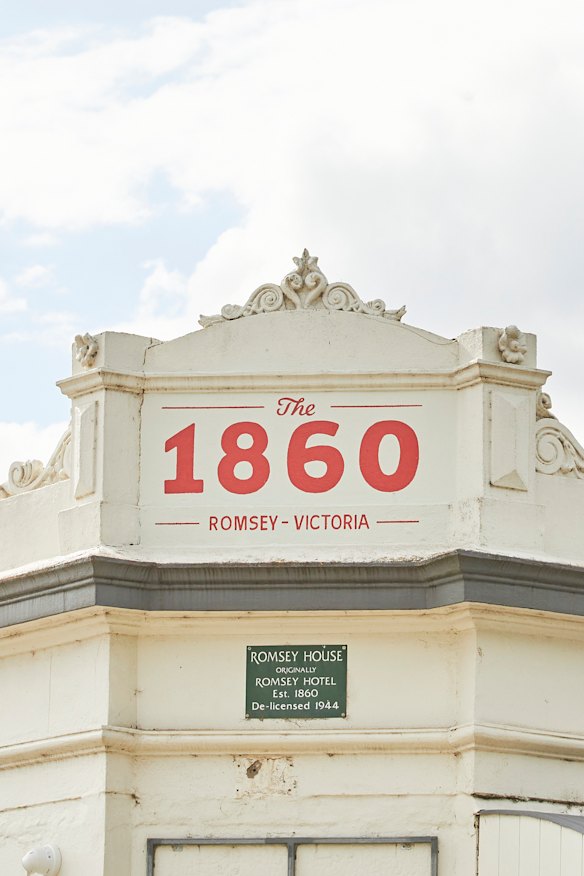 The
1860
ROMSEY - VICTORIA
ROMSEY HOUSE
ORIGINALLY
ROMSEY HOTEL
Est. 1860
De-licensed 1944